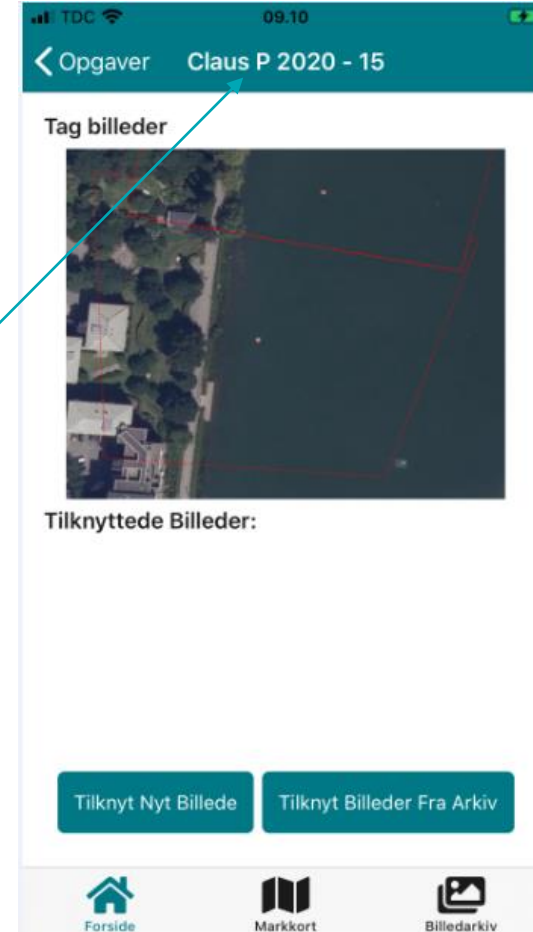 TDC 09.10
Opgaver Claus P 2020 - 15
Tag billeder
Tilknyttede Billeder:
Tilknyt Nyt Billede Tilknyt Billeder Fra Arkiv
Forside Markkort Billedarkiv